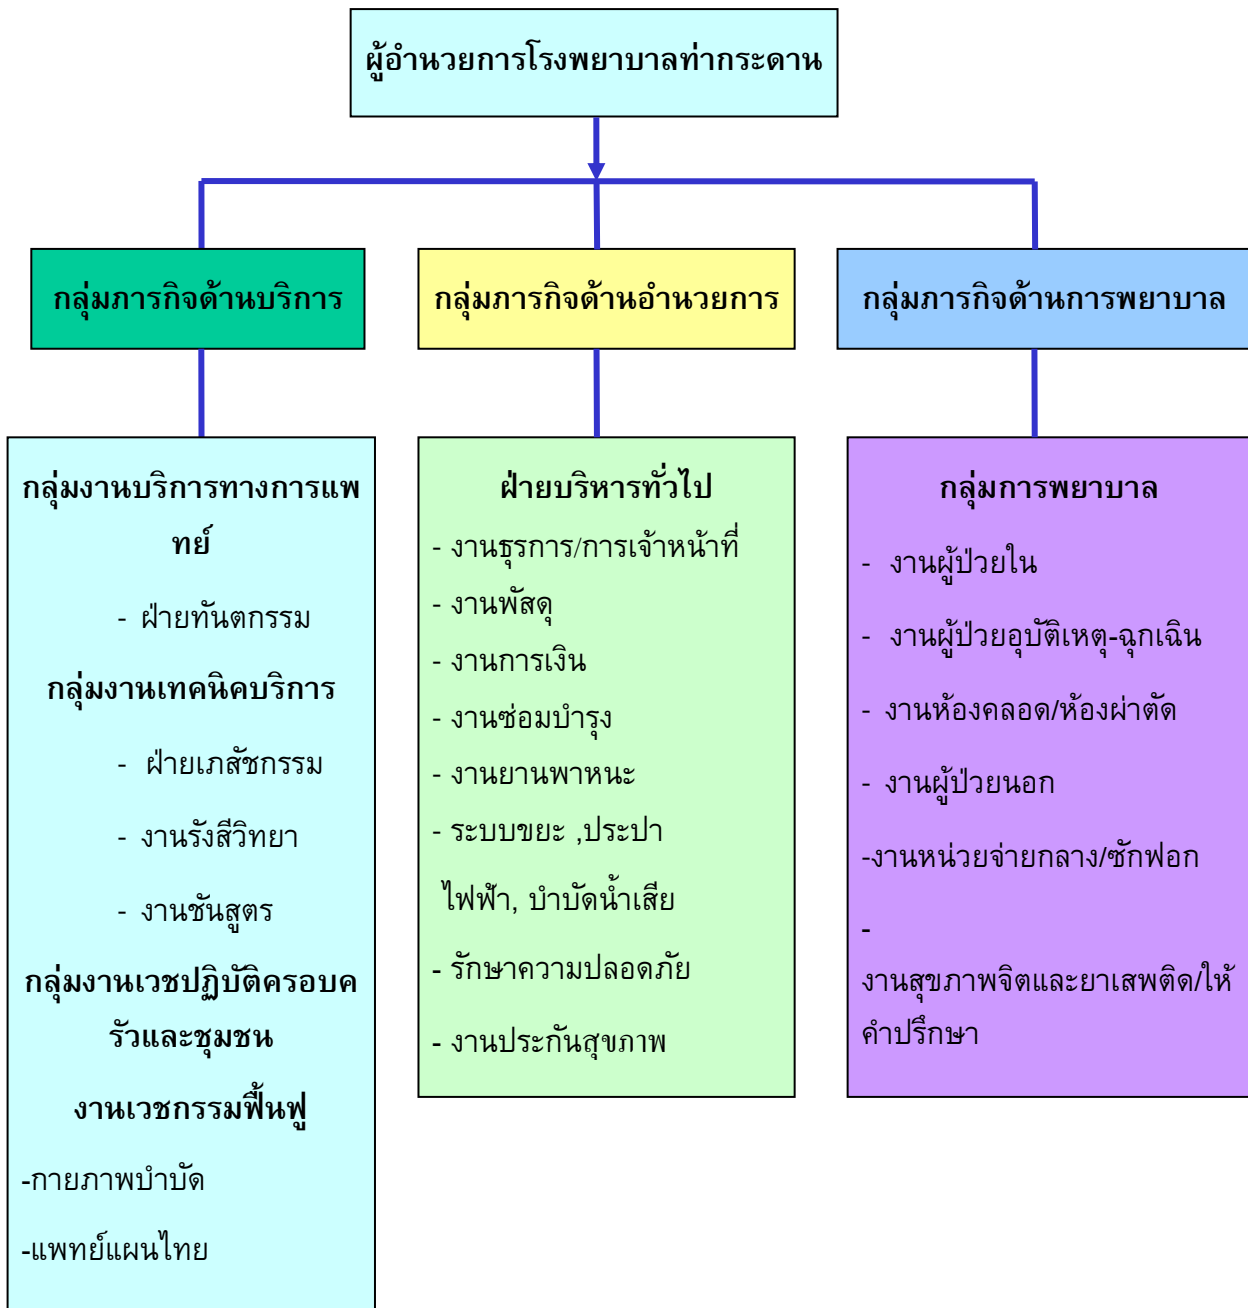 ผู้อำนวยการโรงพยาบาลท่ากระดาน
กลุ่มภารกิจด้านบริการ
กลุ่มภารกิจด้านอำนวยการ
กลุ่มภารกิจด้านการพยาบาล
กลุ่มงานบริการทางการแพ
ทย์
- ฝ่ายทันตกรรม
กลุ่มงานเทคนิคบริการ
- ฝ่ายเภสัชกรรม
- งานรังสีวิทยา
- งานชันสูตร
กลุ่มงานเวชปฏิบัติครอบค
รัวและชุมชน
งานเวชกรรมฟื้นฟู
-กายภาพบำบัด
-แพทย์แผนไทย
ฝ่ายบริหารทั่วไป
- งานธุรการ/การเจ้าหน้าที่
- งานพัสดุ
- งานการเงิน
- งานซ่อมบำรุง
- งานยานพาหนะ
- ระบบขยะ ,ประปา
ไฟฟ้า, บำบัดน้ำเสีย
- รักษาความปลอดภัย
- งานประกันสุขภาพ
กลุ่มการพยาบาล
- งานผู้ป่วยใน
- งานผู้ป่วยอุบัติเหตุ-ฉุกเฉิน
- งานห้องคลอด/ห้องผ่าตัด
- งานผู้ป่วยนอก
-งานหน่วยจ่ายกลาง/ซักฟอก
-
งานสุขภาพจิตและยาเสพติด/ให้
คำปรึกษา